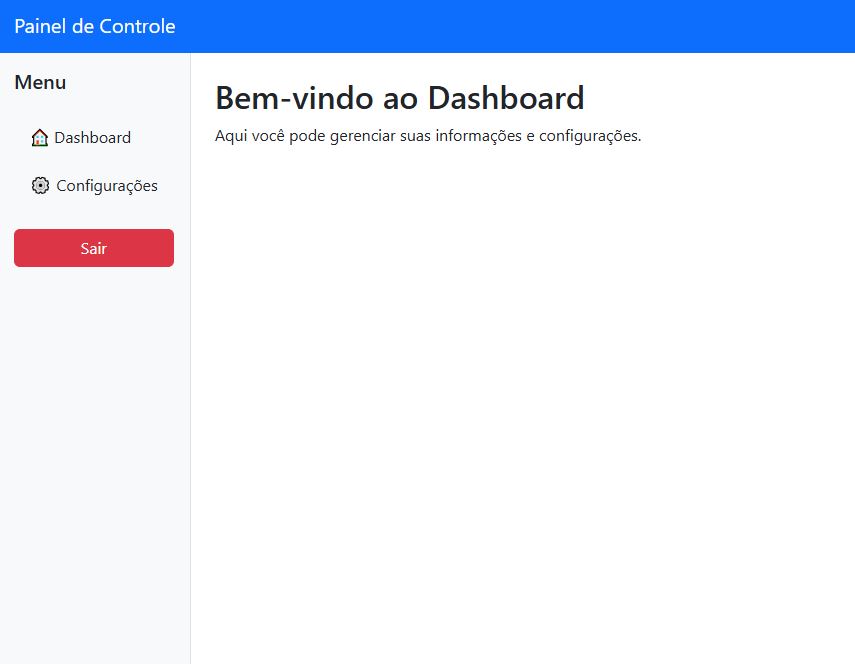 Painel de Controle
Menu
Dashboard
Configurações
Sair
Bem-vindo ao Dashboard
Aqui você pode gerenciar suas informações e configurações.